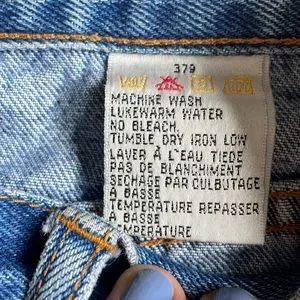 379
MACHINE WASH
LUKEWARM WATER
NO BLEACH.
TUMBLE DRY IRON LOW
LAVER À L'EAU TIEDE
PAS DE BLANCHIMENT
SECHAGE PAR CULBUTAGE
A BASSE
TEMPERATURE REPASSER
A BASSE
TEMPERATURE